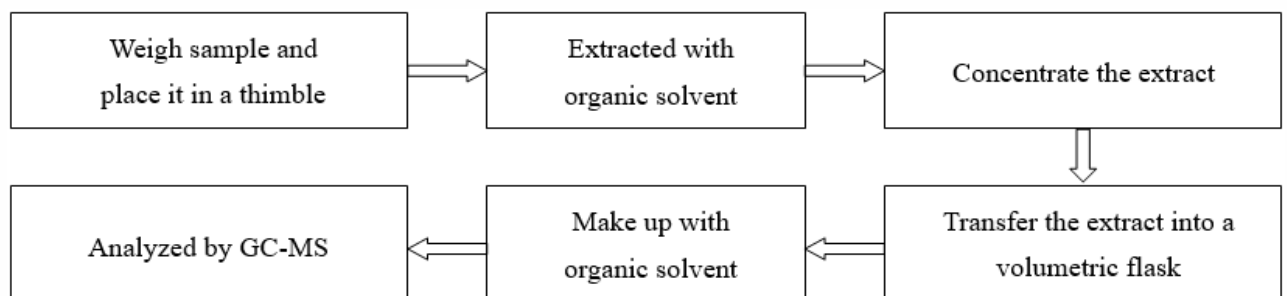 Weigh sample and
place it in a thimble
Extracted with
organic solvent
Concentrate the extract
Transfer the extract into a
volumetric flask
Make up with
organic solvent
Analyzed by GC-MS